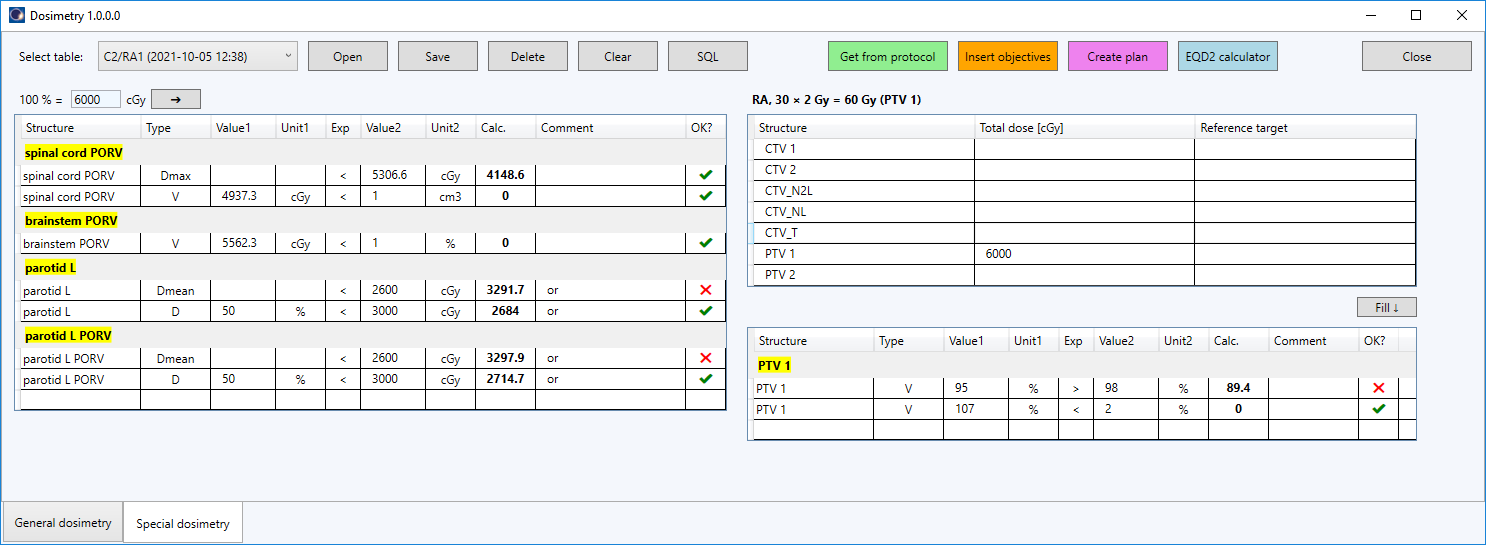 Dosimetry 1.0.0.0
Select table: C2/RA1 (2021-10-05 12:38) Open Save Delete Clear SQL Get from protocol Insert objectives Create plan EQD2 calculator Close
100 % = 6000 cGy ➔
Structure Type Value1 Unit1 Exp Value2 Unit2 Calc. Comment OK?
spinal cord PORV
spinal cord PORV Dmax < 5306.6 cGy 4148.6
spinal cord PORV V 4937.3 cGy < 1 cm3 0
brainstem PORV
brainstem PORV V 5562.3 cGy < 1 % 0
parotid L
parotid L Dmean < 2600 cGy 3291.7 or
parotid L D 50 % < 3000 cGy 2684 or
parotid L PORV
parotid L PORV Dmean < 2600 cGy 3297.9 or
parotid L PORV D 50 % < 3000 cGy 2714.7 or
RA, 30 × 2 Gy = 60 Gy (PTV 1)
Structure Total dose [cGy] Reference target
CTV 1
CTV 2
CTV_N2L
CTV_NL
CTV_T
PTV 1 6000
PTV 2
Fill ↓
Structure Type Value1 Unit1 Exp Value2 Unit2 Calc. Comment OK?
PTV 1
PTV 1 V 95 % > 98 % 89.4
PTV 1 V 107 % < 2 % 0
General dosimetry Special dosimetry